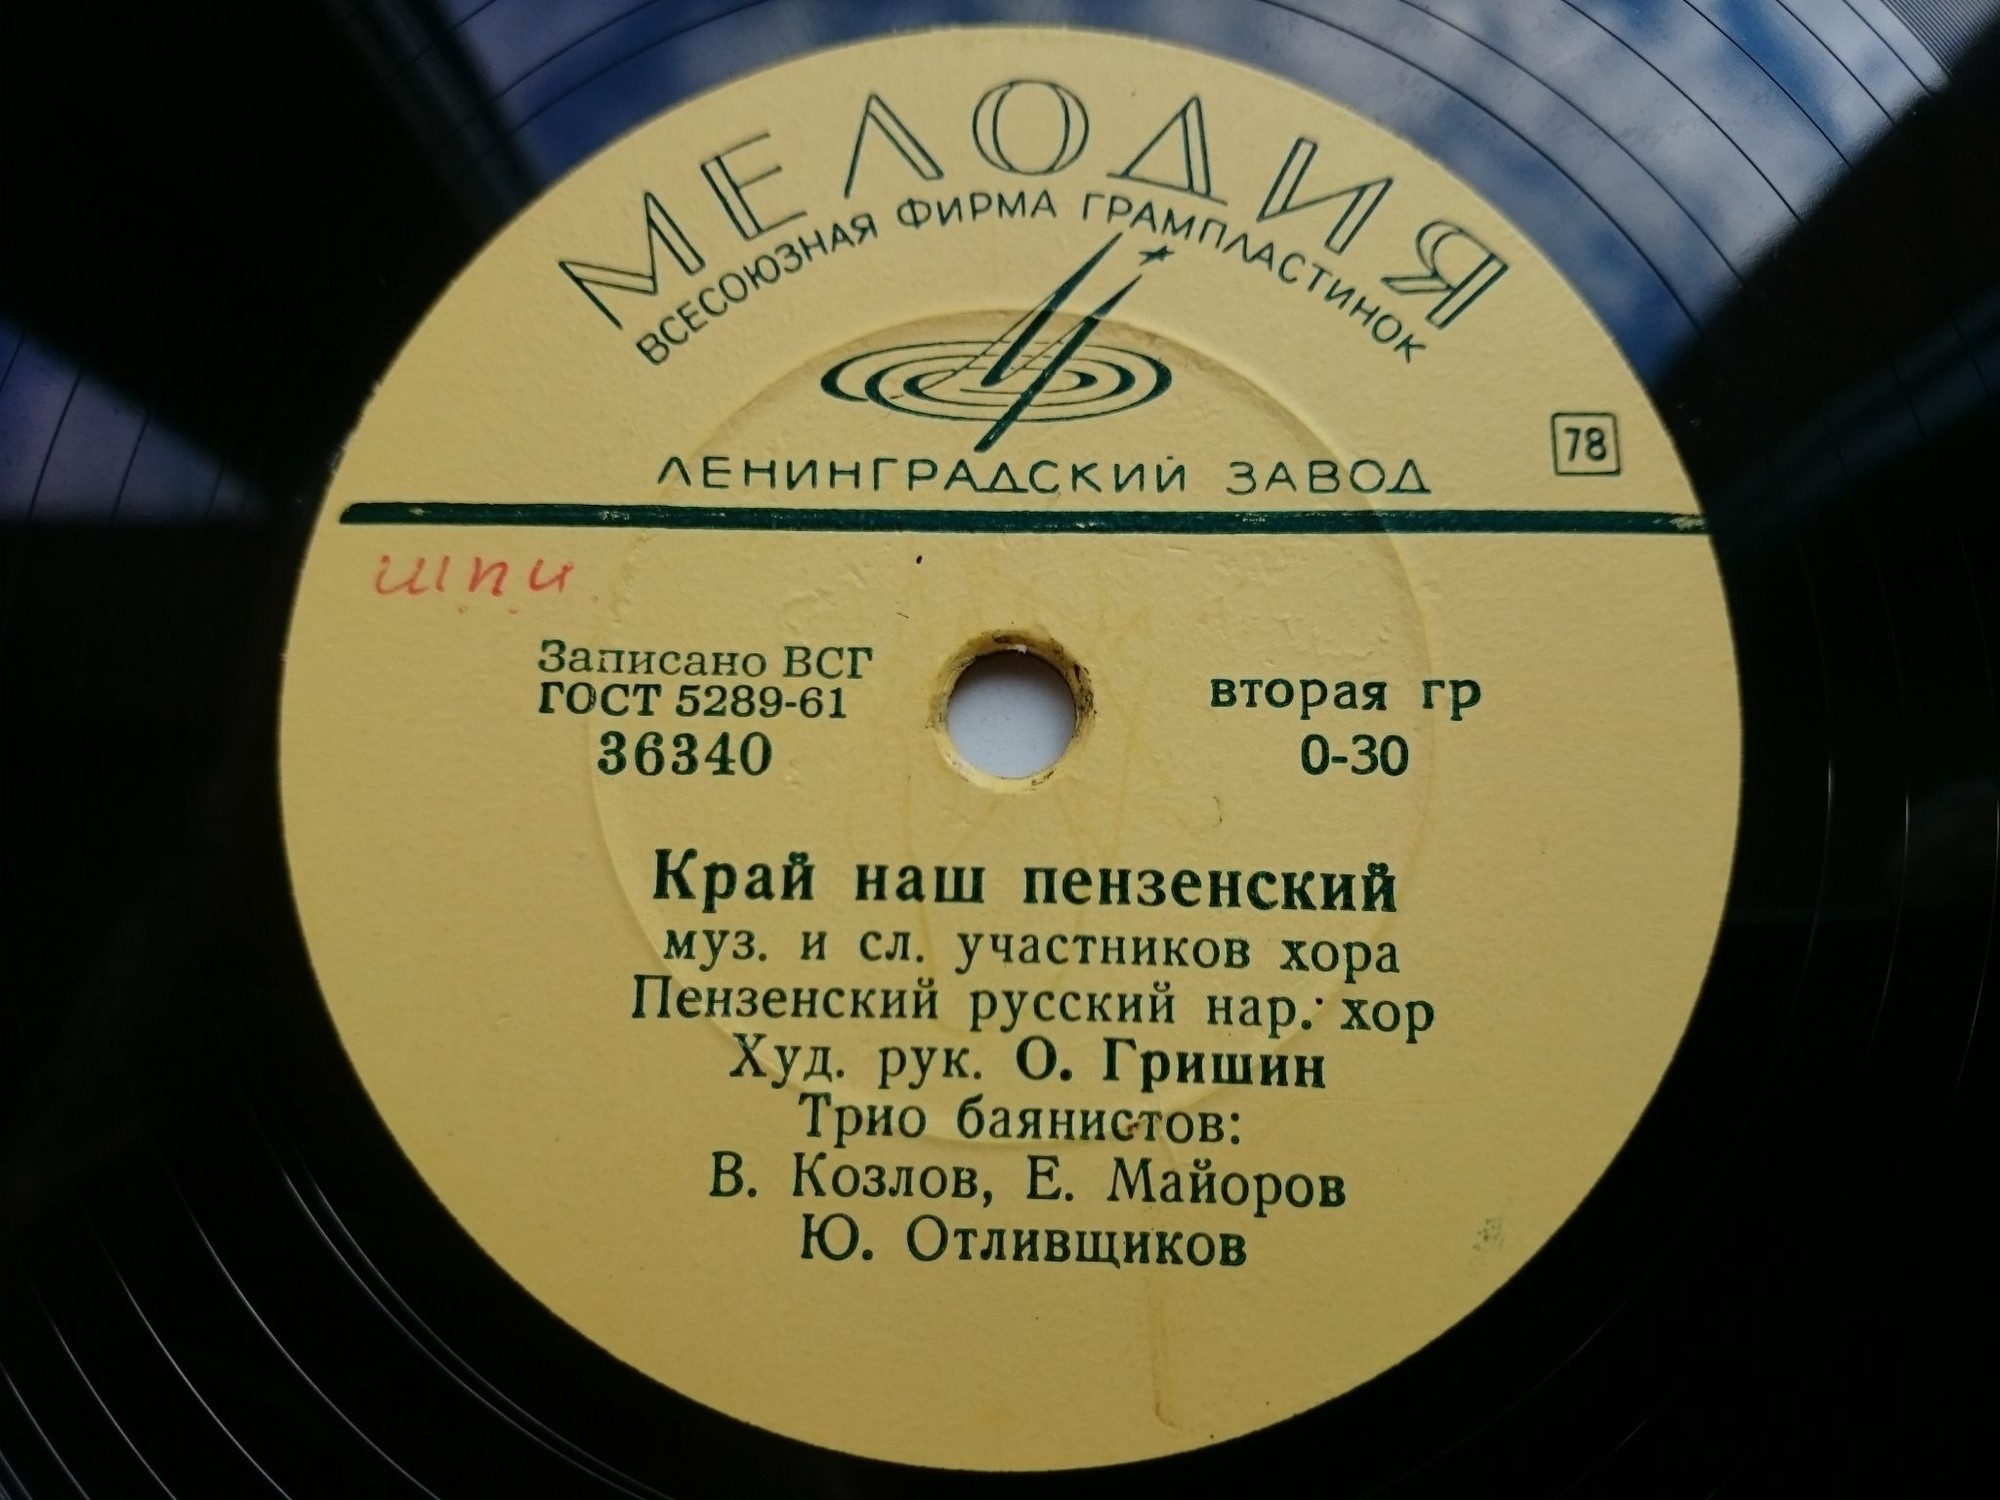 МЕЛОДИЯ
ВСЕСОЮЗНАЯ ФИРМА ГРАМПЛАСТИНОК
ЛЕНИНГРАДСКИЙ ЗАВОД
78
шпи
Записано ВСГ
ГОСТ 5289-61
36340
вторая гр
0-30
Край наш пензенский
муз. и сл. участников хора
Пензенский русский нар. хор
Худ. рук. О. Гришин
Трио баянистов:
В. Козлов, Е. Майоров
Ю. Отливщиков